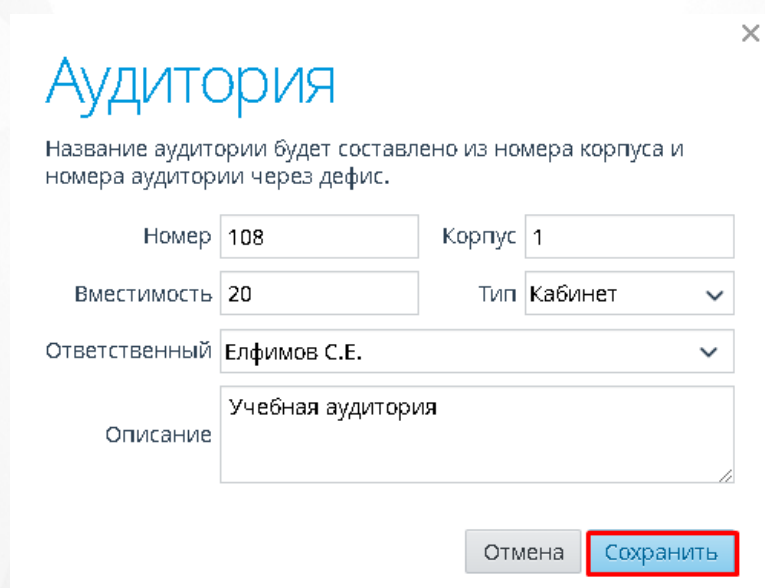 Аудитория
Название аудитории будет составлено из номера корпуса и
номера аудитории через дефис.
Номер 108 Корпус 1
Вместимость 20 Тип Кабинет
Ответственный Елфимов С.Е.
Описание Учебная аудитория
Отмена Сохранить